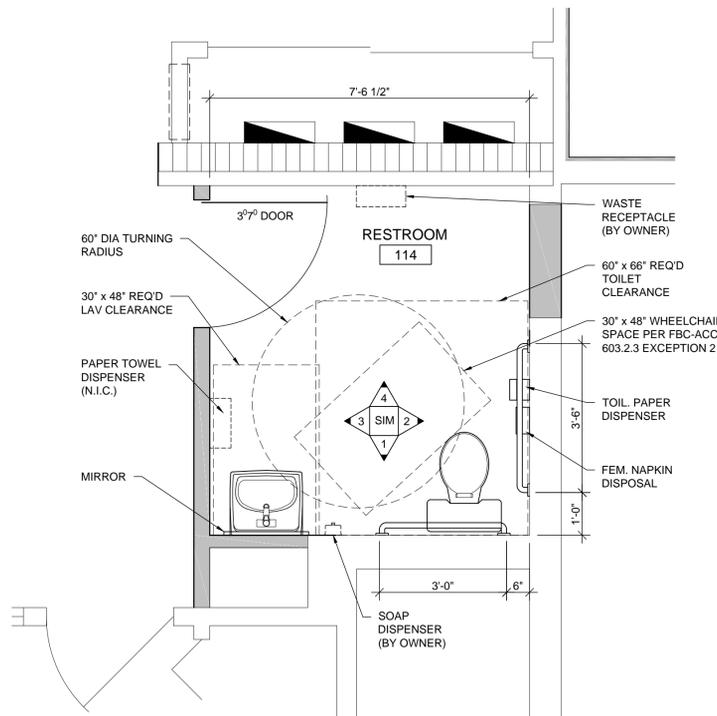 7'-6 1/2"
3⁰7⁰ DOOR
WASTE
RECEPTACLE
(BY OWNER)
RESTROOM
114
60" DIA TURNING
RADIUS
60" x 66" REQ'D
TOILET
CLEARANCE
30" x 48" REQ'D
LAV CLEARANCE
30" x 48" WHEELCHAIR
SPACE PER FBC-ACC
603.2.3 EXCEPTION 2
PAPER TOWEL
DISPENSER
(N.I.C.)
4
3 SIM 2
1
TOIL. PAPER
DISPENSER
3'-6"
FEM. NAPKIN
DISPOSAL
MIRROR
1'-0"
3'-0" 6"
SOAP
DISPENSER
(BY OWNER)